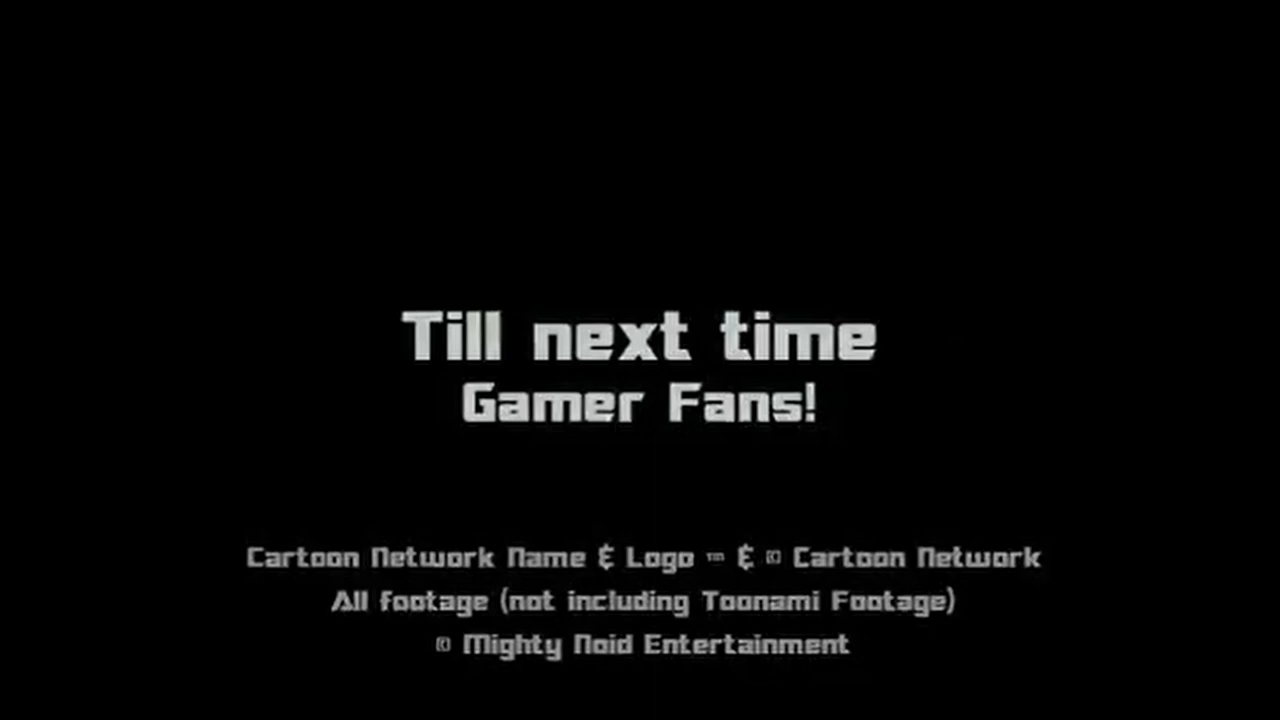 Till next time
Gamer Fans!
Cartoon Network Name & Logo ™ & © Cartoon Network
All footage (not including Toonami Footage)
© Mighty Noid Entertainment